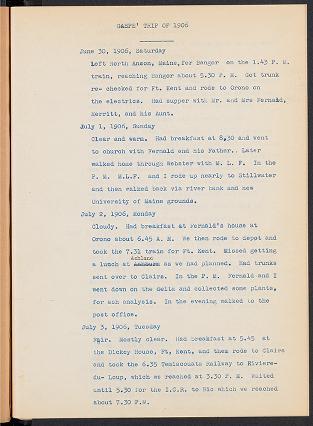 GASPE' TRIP OF 1906
June 30, 1906, Saturday
Left North Anson, Maine, for Bangor on the 1.43 P. M.
train, reaching Bangor about 5.30 P. M. Got trunk
re- checked for Ft. Kent and rode to Orono on
the electrics. Had supper with Mr. and Mrs Fernald,
Merritt, and his Aunt.
July 1, 1906, Sunday
Clear and warm. Had breakfast at 8,30 and went
to church with Fernald and his Father. Later
walked home through Webster with M. L. F. In the
P. M. M.L.F. and I rode up nearly to Stillwater
and then walked back via river bank and new
University of Maine grounds.
July 2, 1906, Monday
Cloudy. Had breakfast at Fernald's house at
Orono about 6.45 A. M. We then rode to depot and
took the 7.31 train for Ft. Kent. Missed getting
Ashland
a lunch at as we had planned. Had trunks
sent over to Claire. In the P. M. Fernald and I
went down on the delta and collected some plants,
for ash analysis. In the evening walked to the
post office.
July 3, 1906, Tuesday
Fair. Mostly clear. Had breakfast at 5.45 at
the Dickey House, Ft, Kent, and then rode to Claire
and took the 6.35 Temiscouata Railway to Riviere-
du- Loup, which we reached at 3.30 P. M. Waited
until 5.30 for the I.C.R. to Bic which we reached
about 7.30 P.M.